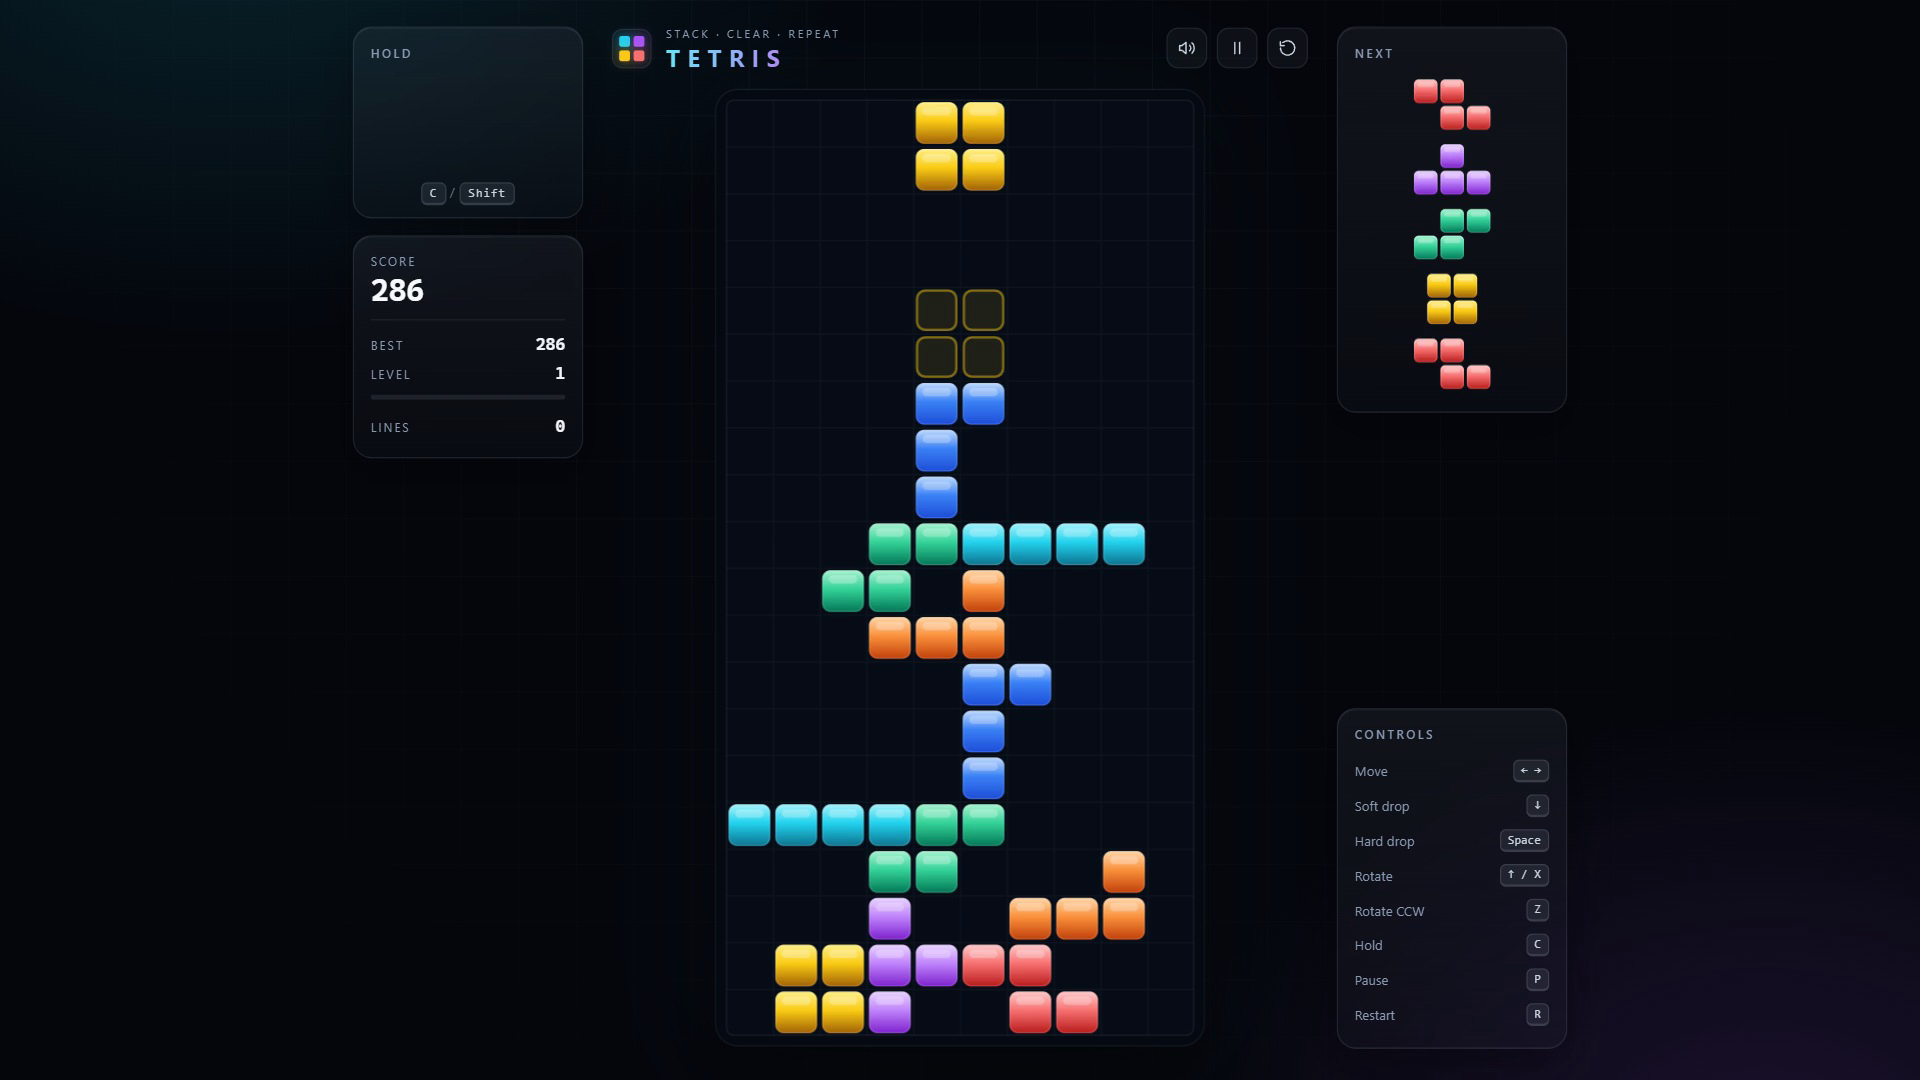 HOLD
C / Shift
SCORE
286
BEST 286
LEVEL 1
LINES 0
STACK · CLEAR · REPEAT
TETRIS
NEXT
CONTROLS
Move ← →
Soft drop ↓
Hard drop Space
Rotate ↑ / X
Rotate CCW Z
Hold C
Pause P
Restart R